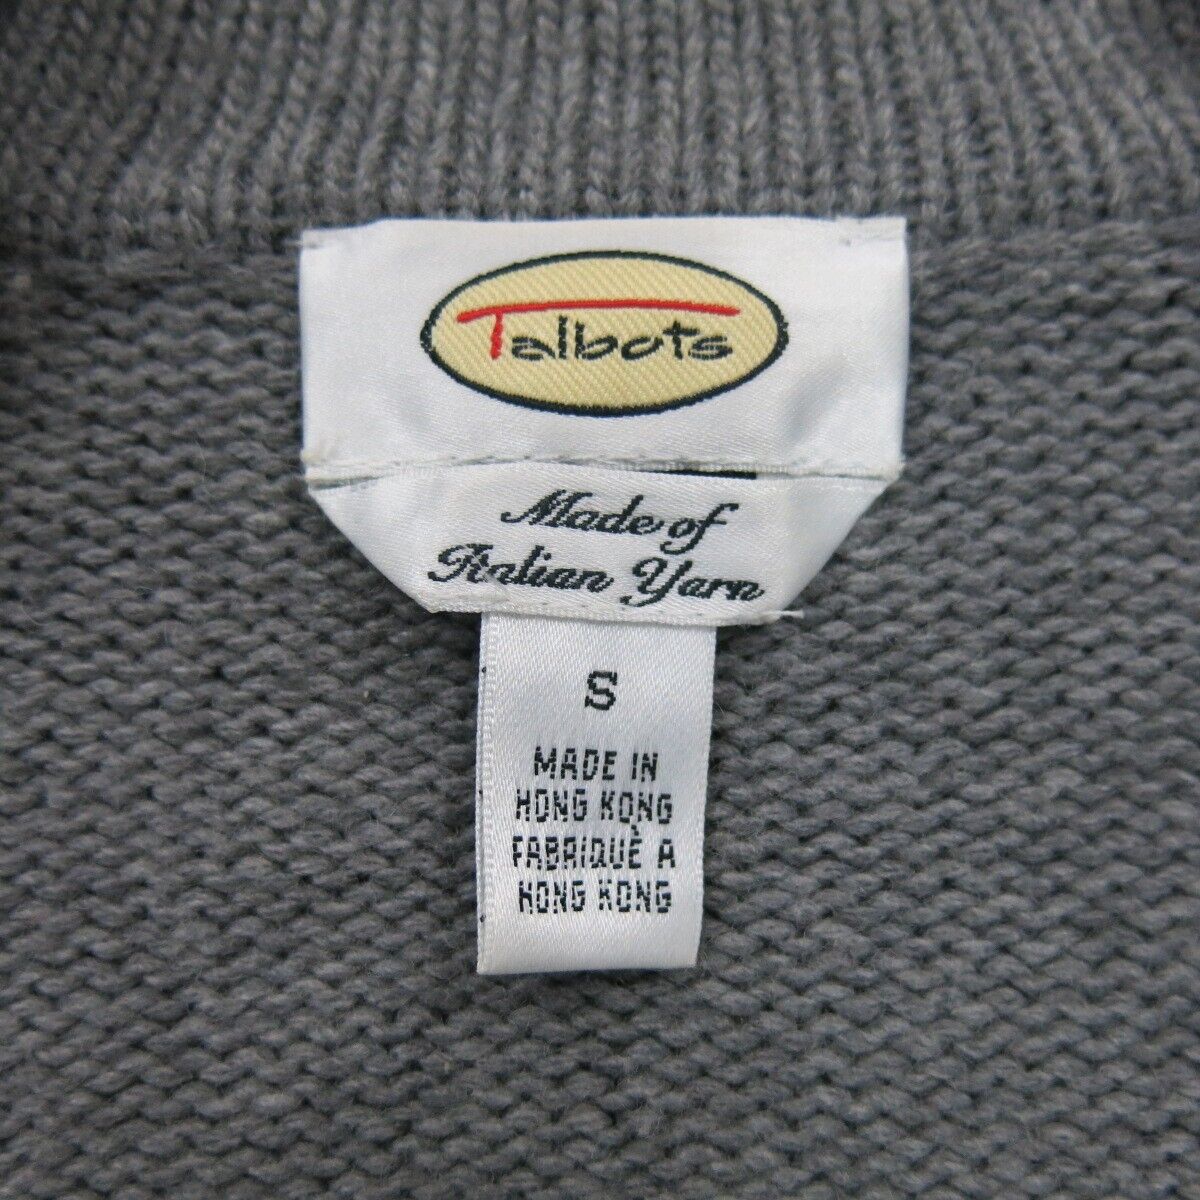 Talbots
Made of
Italian Yarn
S
MADE IN
HONG KONG
FABRIQUÈ A
HONG KONG